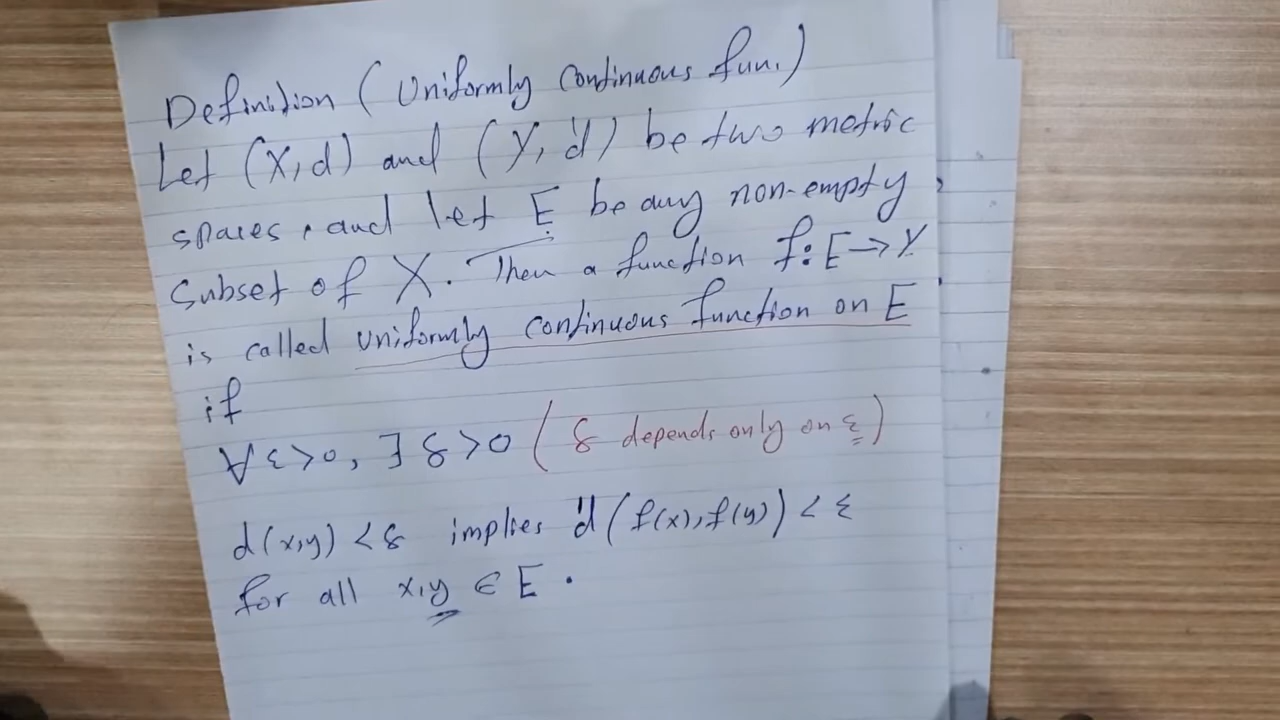 Definition (Uniformly Continuous fun.)
Let (X,d) and (Y,'d) be two metric
spaces, and let E be any non-empty
Subset of X. Then a function f:E→Y
is called uniformly continuous function on E
if
∀ε>0, ∃ δ>0 (δ depends only on ε)
d(x,y)<δ implies 'd(f(x),f(y))<ε
for all x,y ∈ E.